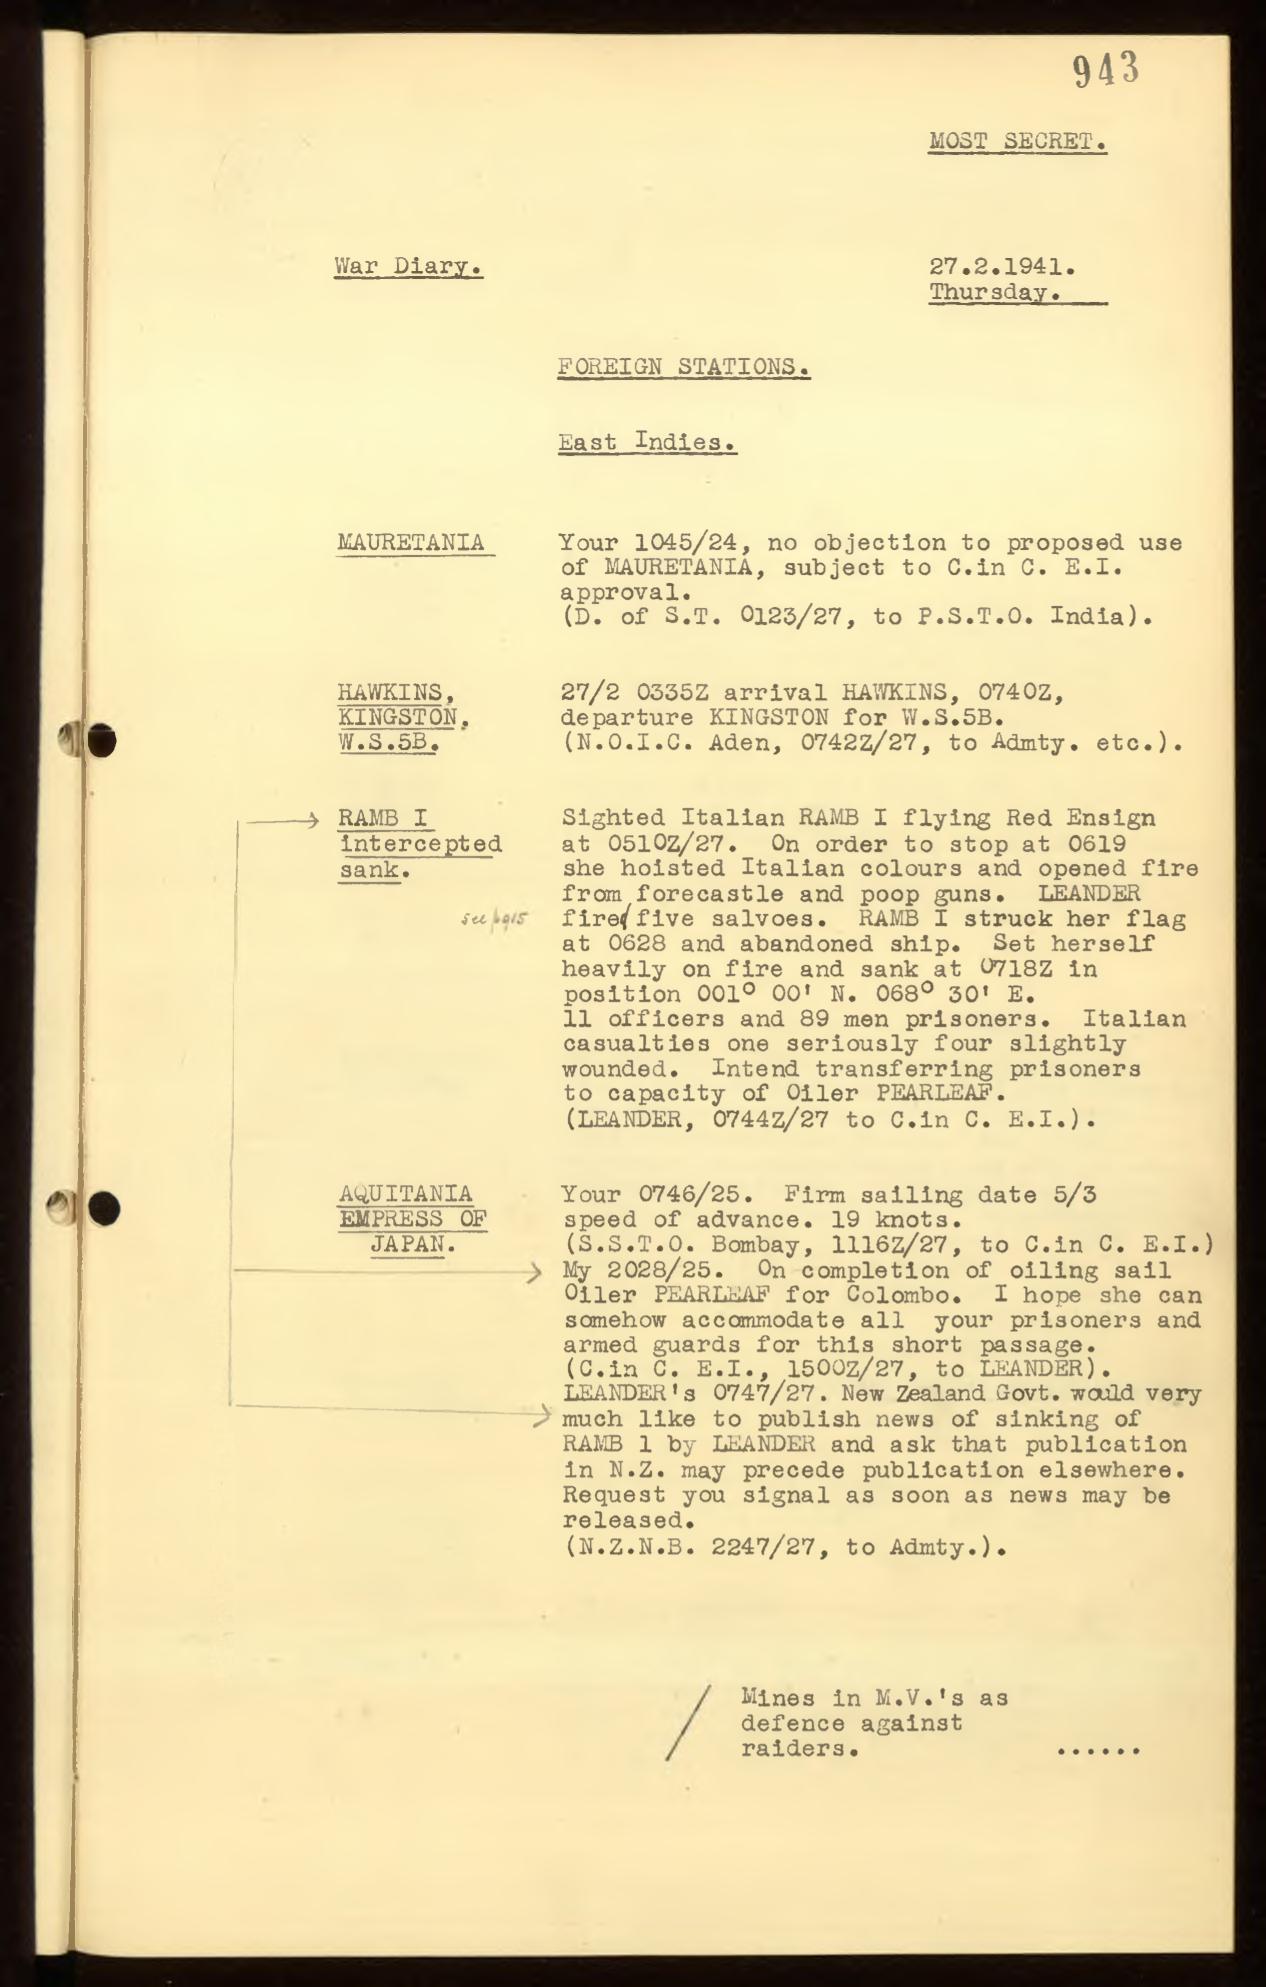 943
MOST SECRET.
War Diary.
27.2.1941.
Thursday.
FOREIGN STATIONS.
East Indies.
MAURETANIA
Your 1045/24, no objection to proposed use
of MAURETANIA, subject to C.in C. E.I.
approval.
(D. of S.T. 0123/27, to P.S.T.O. India).
HAWKINS,
KINGSTON,
W.S.5B.
27/2 0335Z arrival HAWKINS, 0740Z,
departure KINGSTON for W.S.5B.
(N.O.I.C. Aden, 0742Z/27, to Admty. etc.).
RAMB I
intercepted
sank.
see p915
Sighted Italian RAMB I flying Red Ensign
at 0510Z/27. On order to stop at 0619
she hoisted Italian colours and opened fire
from forecastle and poop guns. LEANDER
fired five salvoes. RAMB I struck her flag
at 0628 and abandoned ship. Set herself
heavily on fire and sank at 0718Z in
position 001° 00' N. 068° 30' E.
11 officers and 89 men prisoners. Italian
casualties one seriously four slightly
wounded. Intend transferring prisoners
to capacity of Oiler PEARLEAF.
(LEANDER, 0744Z/27 to C.in C. E.I.).
AQUITANIA
EMPRESS OF
JAPAN.
Your 0746/25. Firm sailing date 5/3
speed of advance. 19 knots.
(S.S.T.O. Bombay, 1116Z/27, to C.in C. E.I.)
My 2028/25. On completion of oiling sail
Oiler PEARLEAF for Colombo. I hope she can
somehow accommodate all your prisoners and
armed guards for this short passage.
(C.in C. E.I., 1500Z/27, to LEANDER).
LEANDER's 0747/27. New Zealand Govt. would very
much like to publish news of sinking of
RAMB 1 by LEANDER and ask that publication
in N.Z. may precede publication elsewhere.
Request you signal as soon as news may be
released.
(N.Z.N.B. 2247/27, to Admty.).
/ Mines in M.V.'s as
defence against
raiders. ......